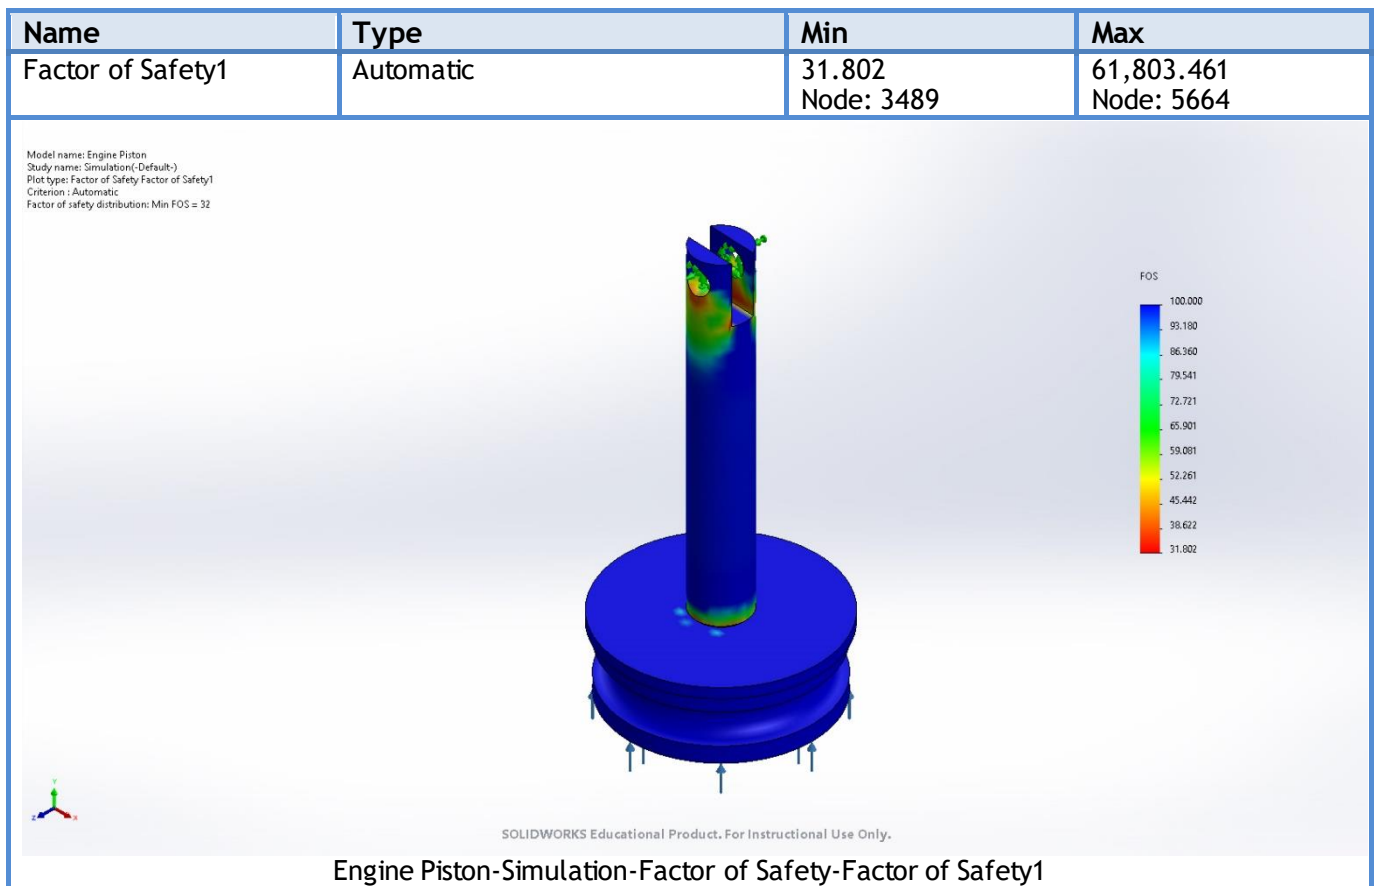 Name Type Min Max
Factor of Safety1 Automatic 31.802 61,803.461
Node: 3489 Node: 5664
Model name: Engine Piston
Study name: Simulation(-Default-)
Plot type: Factor of Safety Factor of Safety1
Criterion : Automatic
Factor of safety distribution: Min FOS = 32
FOS
100.000
93.180
86.360
79.541
72.721
65.901
59.081
52.261
45.442
38.622
31.802
Y
Z X
SOLIDWORKS Educational Product. For Instructional Use Only.
Engine Piston-Simulation-Factor of Safety-Factor of Safety1